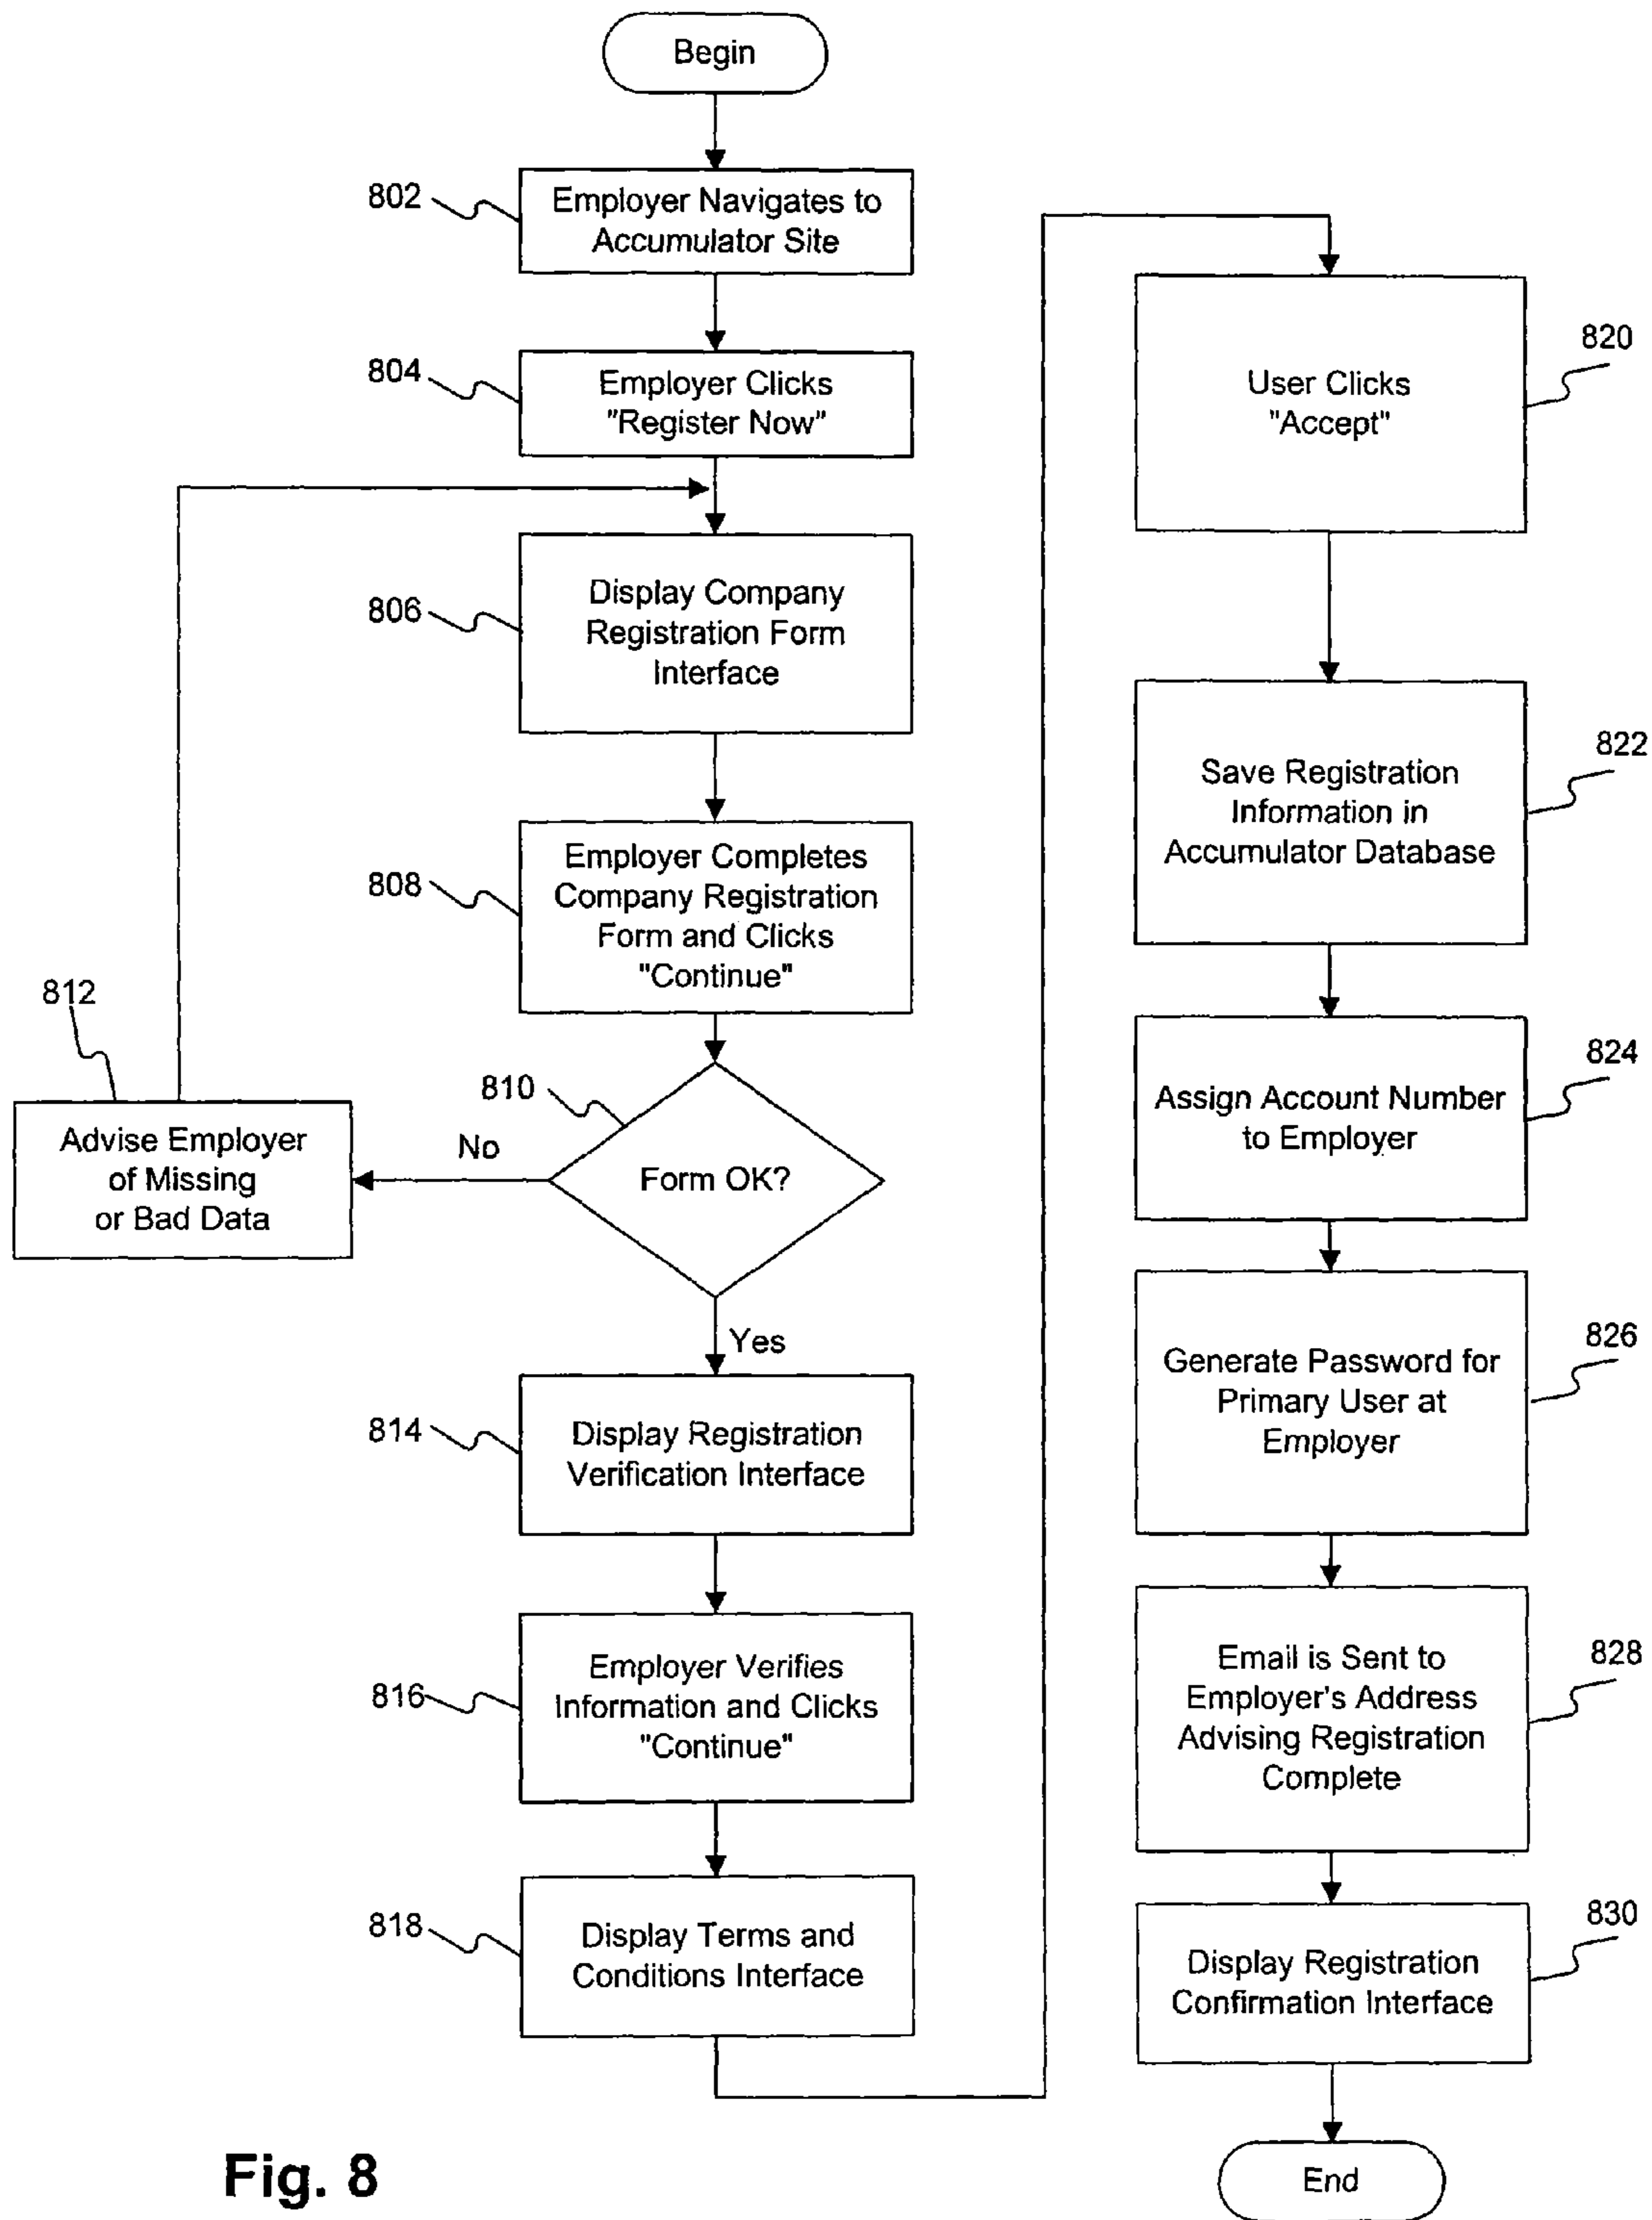 Begin
802
Employer Navigates to
Accumulator Site
804
Employer Clicks
"Register Now"
806
Display Company
Registration Form
Interface
808
Employer Completes
Company Registration
Form and Clicks
"Continue"
810
Form OK?
No
812
Advise Employer
of Missing
or Bad Data
Yes
814
Display Registration
Verification Interface
816
Employer Verifies
Information and Clicks
"Continue"
818
Display Terms and
Conditions Interface
820
User Clicks
"Accept"
822
Save Registration
Information in
Accumulator Database
824
Assign Account Number
to Employer
826
Generate Password for
Primary User at
Employer
828
Email is Sent to
Employer's Address
Advising Registration
Complete
830
Display Registration
Confirmation Interface
End
Fig. 8